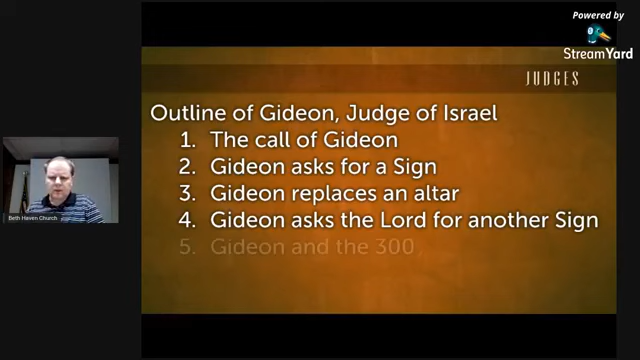 Powered by
StreamYard
JUDGES
Outline of Gideon, Judge of Israel
1. The call of Gideon
2. Gideon asks for a Sign
3. Gideon replaces an altar
4. Gideon asks the Lord for another Sign
5. Gideon and the 300
Beth Haven Church